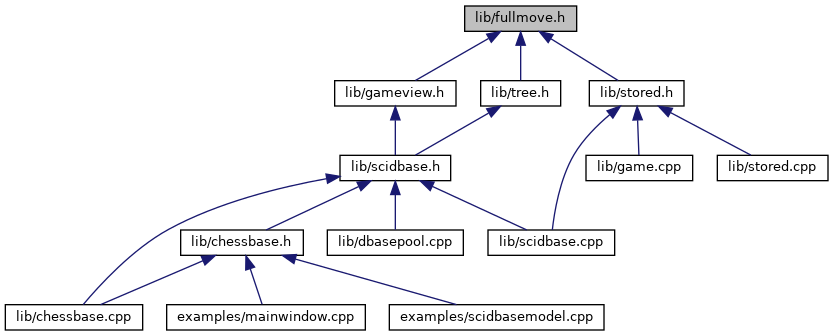 lib/fullmove.h
lib/gameview.h
lib/tree.h
lib/stored.h
lib/scidbase.h
lib/game.cpp
lib/stored.cpp
lib/chessbase.h
lib/dbasepool.cpp
lib/scidbase.cpp
lib/chessbase.cpp
examples/mainwindow.cpp
examples/scidbasemodel.cpp